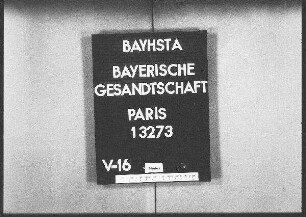 BAYHSTA
BAYERISCHE
GESANDTSCHAFT
PARIS
13273
V-16